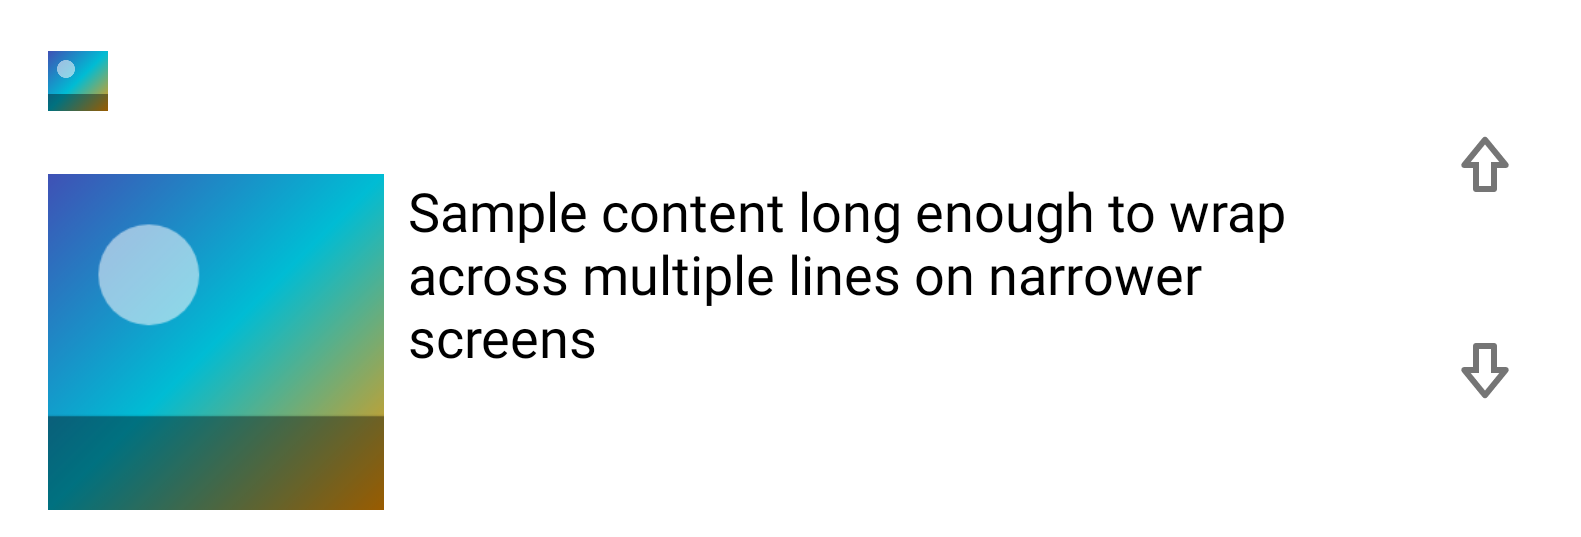 Sample content long enough to wrap
across multiple lines on narrower
screens